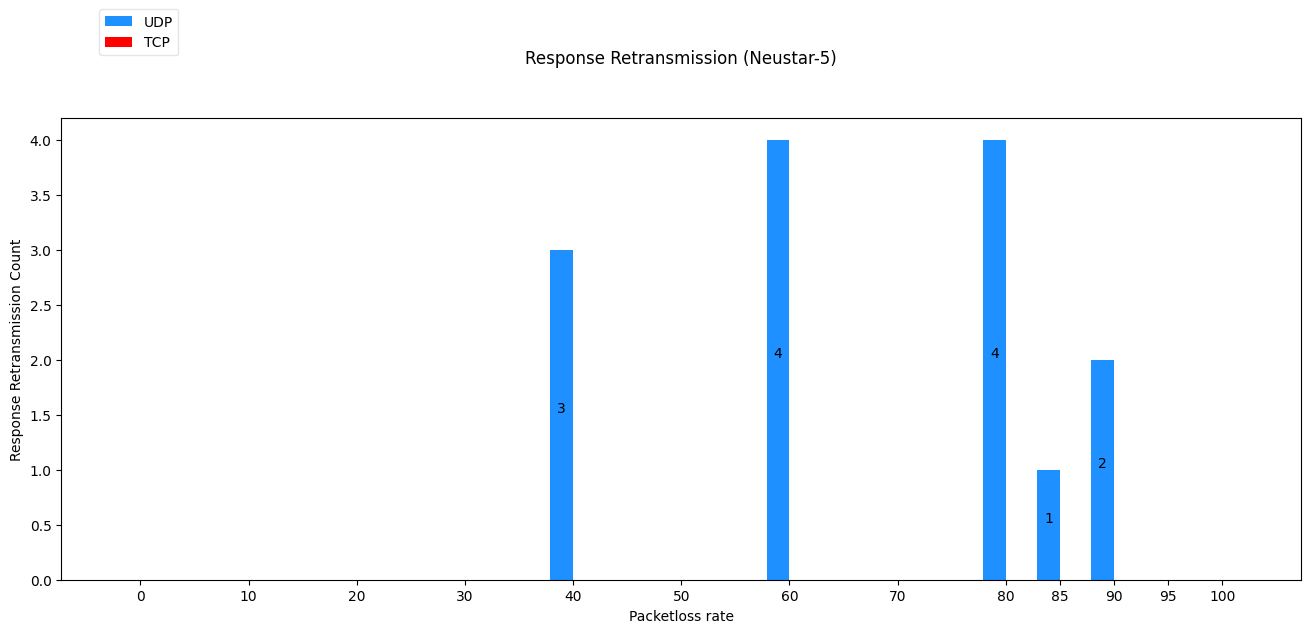 UDP
TCP
Response Retransmission (Neustar-5)
Response Retransmission Count
4.0
3.5
3.0
2.5
2.0
1.5
1.0
0.5
0.0
3
4
4
1
2
0 10 20 30 40 50 60 70 80 85 90 95 100
Packetloss rate